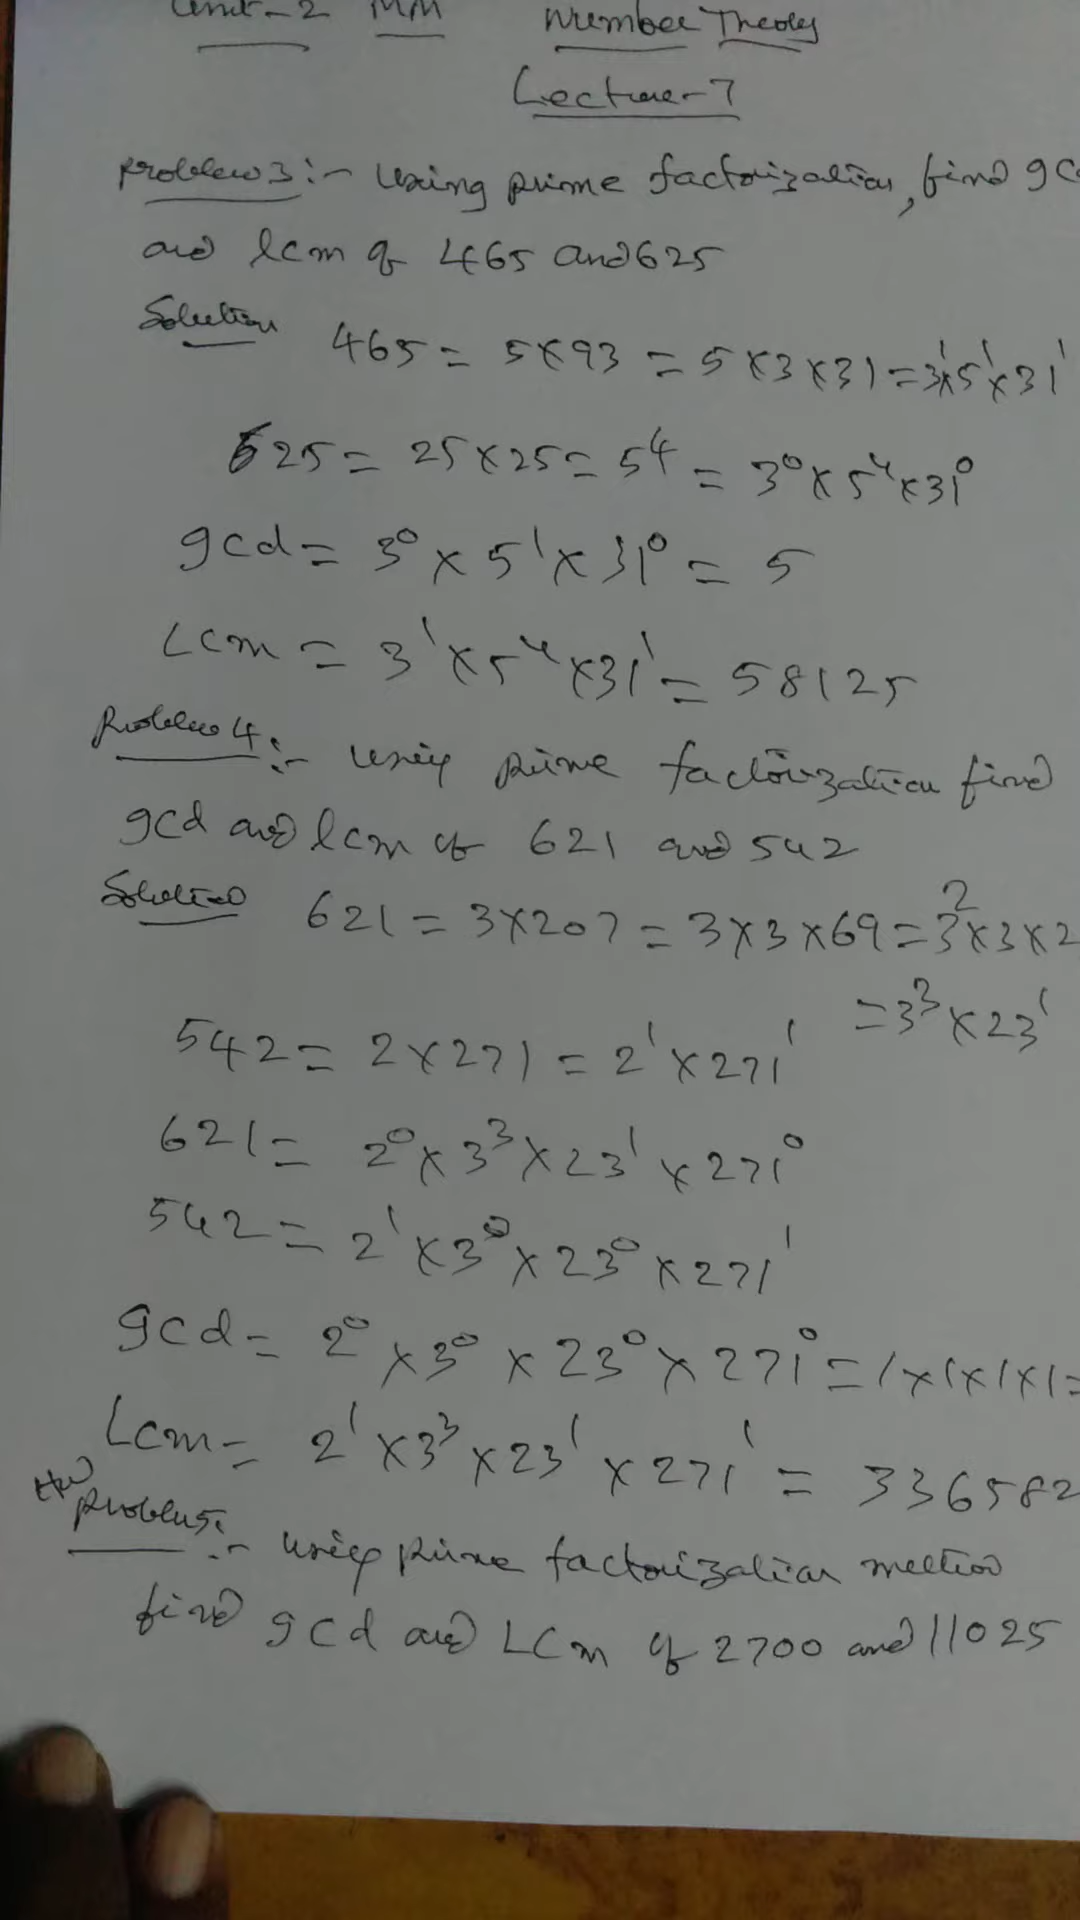 Unit-2 MM Number Theory
Lecture-7
Problem 3:- Using prime factorization, find gc
and lcm of 465 and 625
Solution 465 = 5×93 = 5×3×31 = 3¹×5¹×31¹
625 = 25×25 = 5⁴ = 3⁰×5⁴×31⁰
gcd = 3⁰×5¹×31⁰ = 5
Lcm = 3¹×5⁴×31¹ = 58125
Problem 4:- Using prime factorization find
gcd and lcm of 621 and 542
Solution 621 = 3×207 = 3×3×69 = 3²×3×2
= 3³×23¹
542 = 2×271 = 2¹×271¹
621 = 2⁰×3³×23¹×271⁰
542 = 2¹×3⁰×23⁰×271¹
gcd = 2⁰×3⁰×23⁰×271⁰ = 1×1×1×1=
Lcm = 2¹×3³×23¹×271¹ = 336582
HW Problem 5:- Using prime factorization method
find gcd and LCm of 2700 and 11025